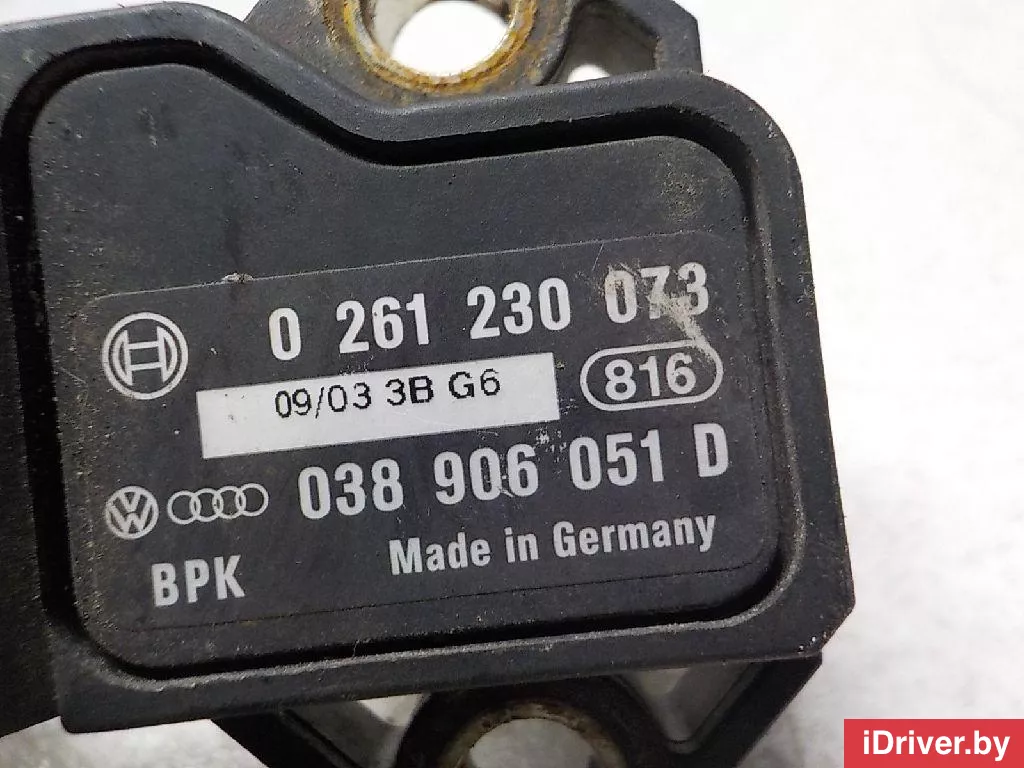 0 261 230 073
09/03 3B G6
816
038 906 051 D
BPK
Made in Germany
iDriver.by